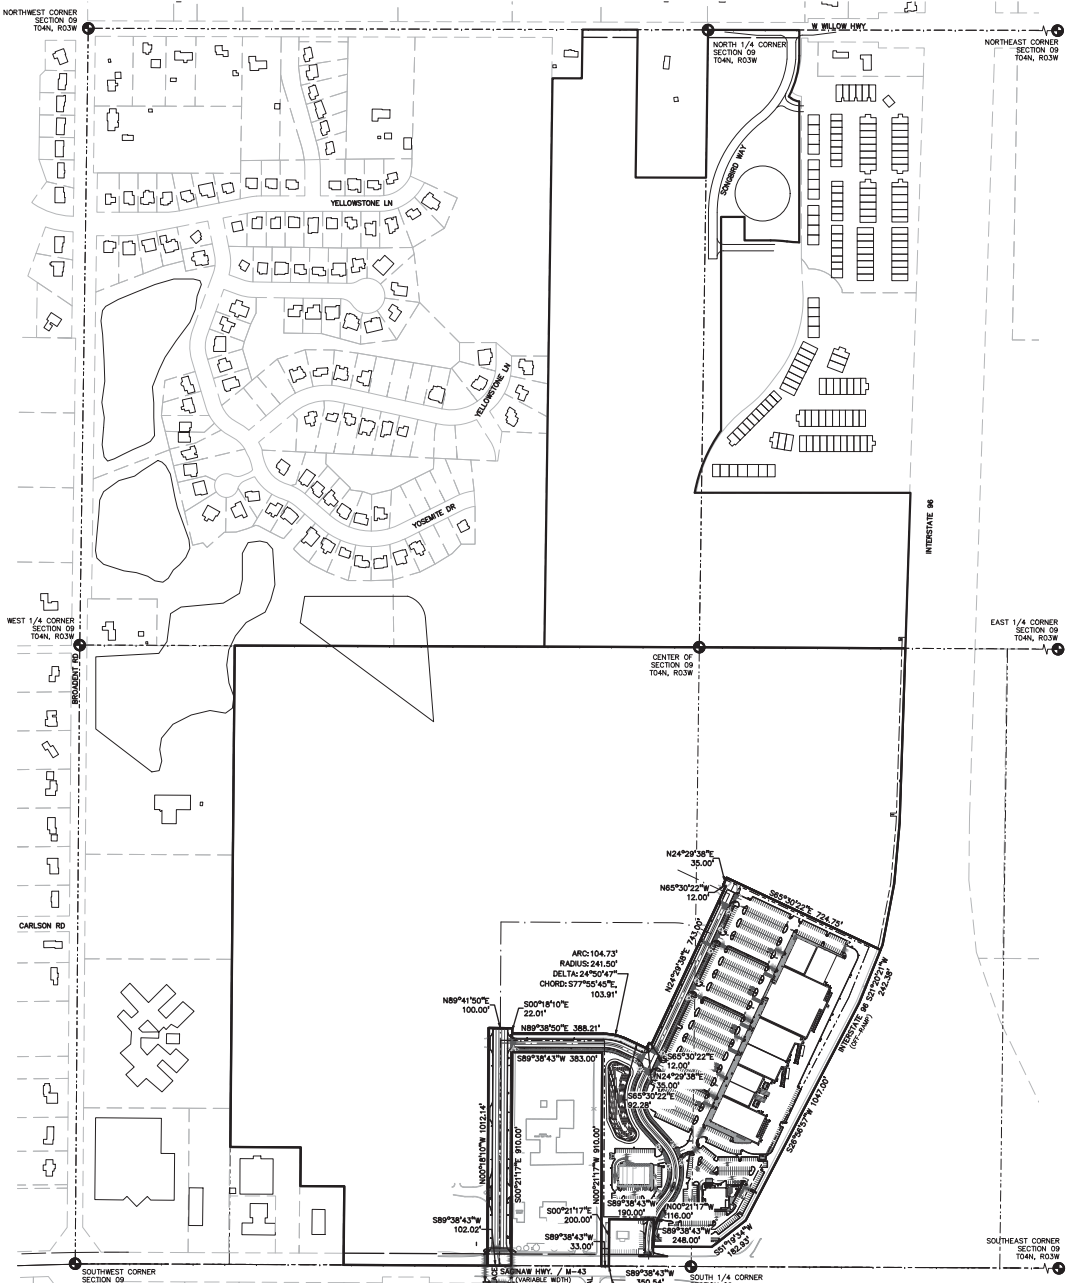 NORTHWEST CORNER
SECTION 09
T04N, R03W
W WILLOW HWY
NORTH 1/4 CORNER
SECTION 09
T04N, R03W
NORTHEAST CORNER
SECTION 09
T04N, R03W
SONGBIRD WAY
YELLOWSTONE LN
YELLOWSTONE LN
YOSEMITE DR
INTERSTATE 96
WEST 1/4 CORNER
SECTION 09
T04N, R03W
EAST 1/4 CORNER
SECTION 09
T04N, R03W
CENTER OF
SECTION 09
T04N, R03W
BROADBENT RD
N24°29'38"E
35.00'
N65°30'22"W
12.00'
S65°30'22"E 724.75'
CARLSON RD
N24°29'38"E 743.00'
ARC: 104.73'
RADIUS: 241.50'
DELTA: 24°50'47"
CHORD: S77°55'45"E,
103.91'
S21°20'21"W
242.38'
INTERSTATE 96
(OFF-RAMP)
N89°41'50"E
100.00'
S00°18'10"E
22.01'
N89°38'50"E 388.21'
S89°38'43"W 383.00'
S65°30'22"E
12.00'
N24°29'38"E
35.00'
S65°30'22"E
92.28'
S28°56'57"W 1047.00'
N00°18'10"W 1012.14'
S00°21'17"E 910.00'
N00°21'17"W 910.00'
S89°38'43"W
190.00'
N00°21'17"W
116.00'
S00°21'17"E
200.00'
S89°38'43"W
102.02'
S89°38'43"W
33.00'
S89°38'43"W
248.00'
S51°19'34"W
182.93'
SOUTHEAST CORNER
SECTION 09
T04N, R03W
SOUTHWEST CORNER
SECTION 09
W SAGINAW HWY. / M-43
(VARIABLE WIDTH)
S89°38'43"W
350.54'
SOUTH 1/4 CORNER